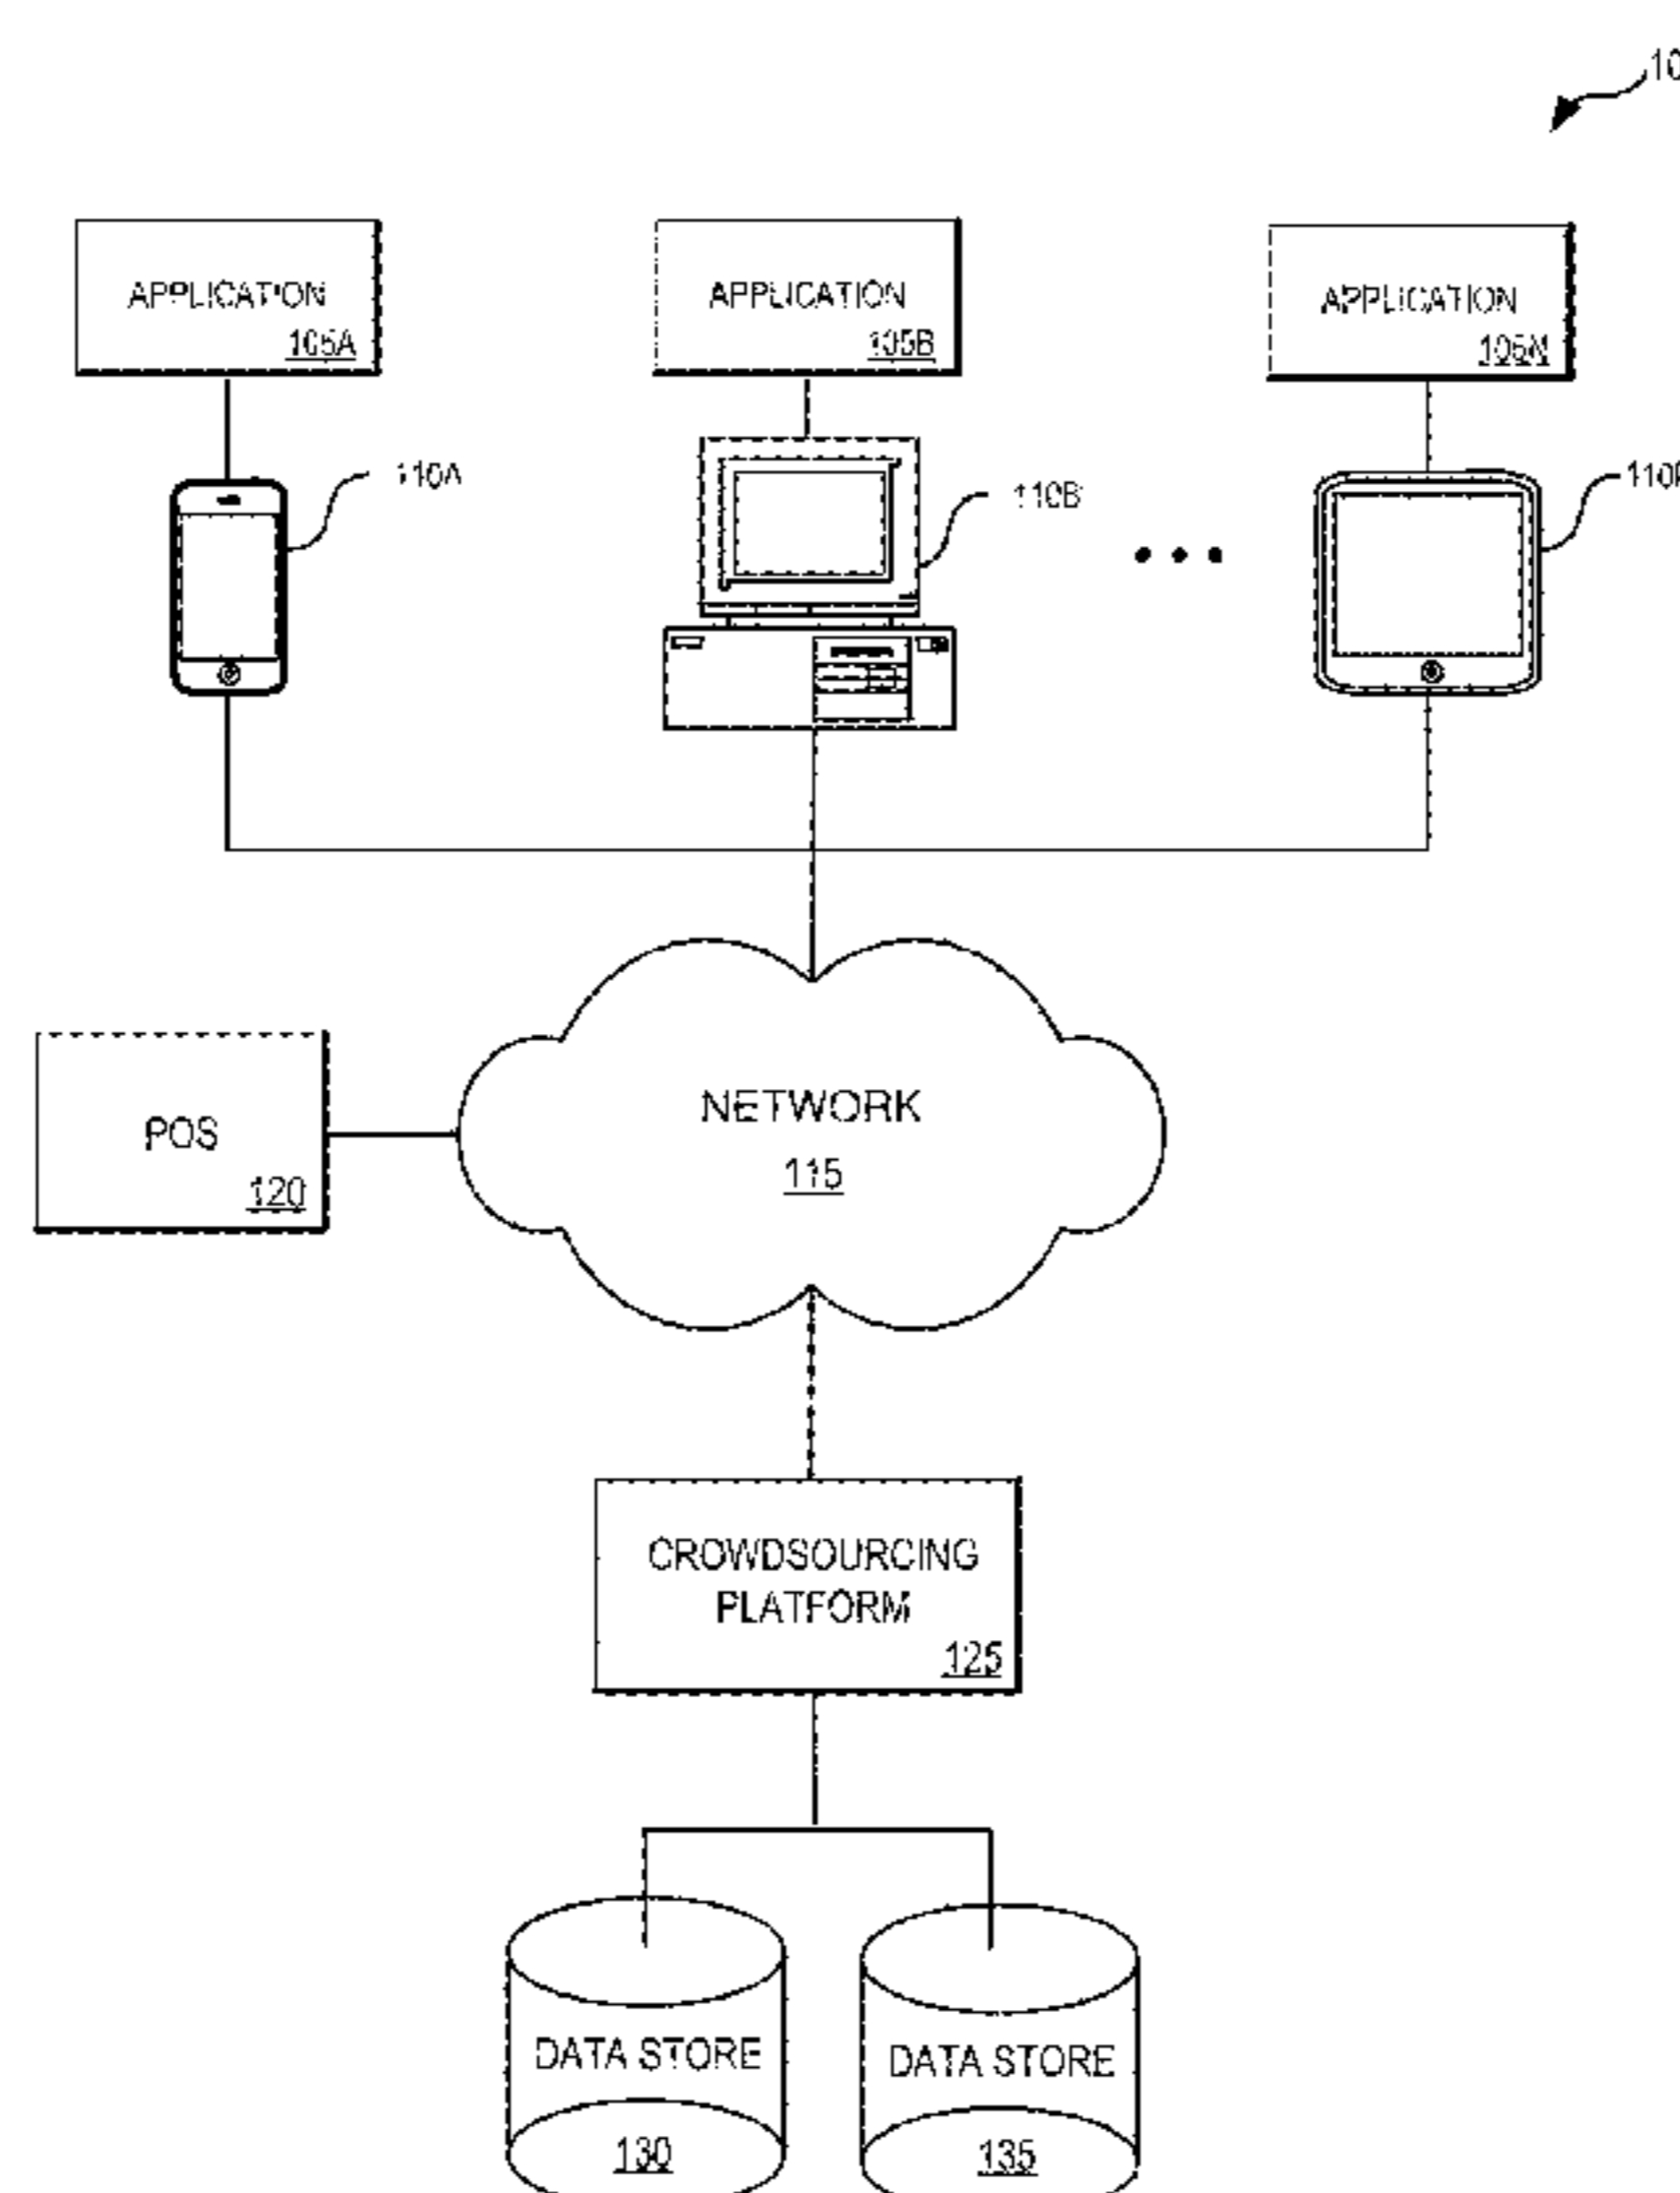 APPLICATION
105A
APPLICATION
105B
APPLICATION
105N
110A
110B
NETWORK
115
POS
120
CROWDSOURCING
PLATFORM
125
DATA STORE
130
DATA STORE
135